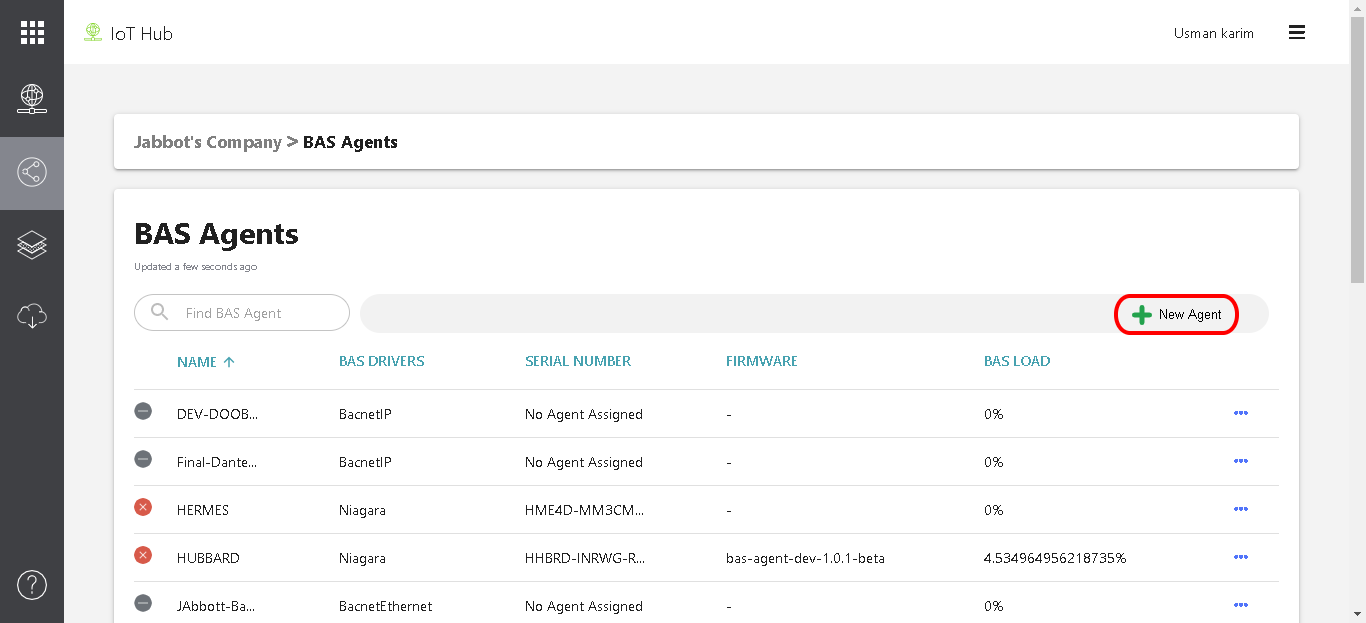 IoT Hub
Usman karim
Jabbot's Company > BAS Agents
BAS Agents
Updated a few seconds ago
Find BAS Agent
New Agent
NAME BAS DRIVERS SERIAL NUMBER FIRMWARE BAS LOAD
DEV-DOOB... BacnetIP No Agent Assigned - 0%
Final-Dante... BacnetIP No Agent Assigned - 0%
HERMES Niagara HME4D-MM3CM... - 0%
HUBBARD Niagara HHBRD-INRWG-R... bas-agent-dev-1.0.1-beta 4.534964956218735%
JAbbott-Ba... BacnetEthernet No Agent Assigned - 0%
?